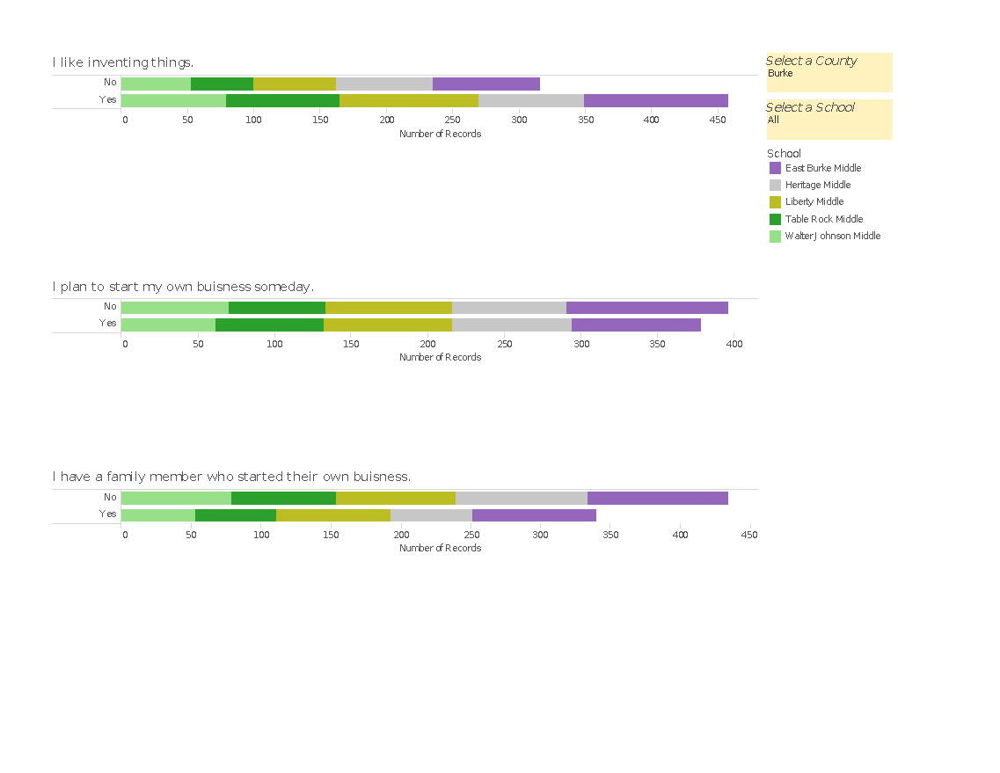 I like inventing things.
No
Yes
0 50 100 150 200 250 300 350 400 450
Number of Records
Select a County
Burke
Select a School
All
School
East Burke Middle
Heritage Middle
Liberty Middle
Table Rock Middle
Walter Johnson Middle
I plan to start my own buisness someday.
No
Yes
0 50 100 150 200 250 300 350 400
Number of Records
I have a family member who started their own buisness.
No
Yes
0 50 100 150 200 250 300 350 400 450
Number of Records